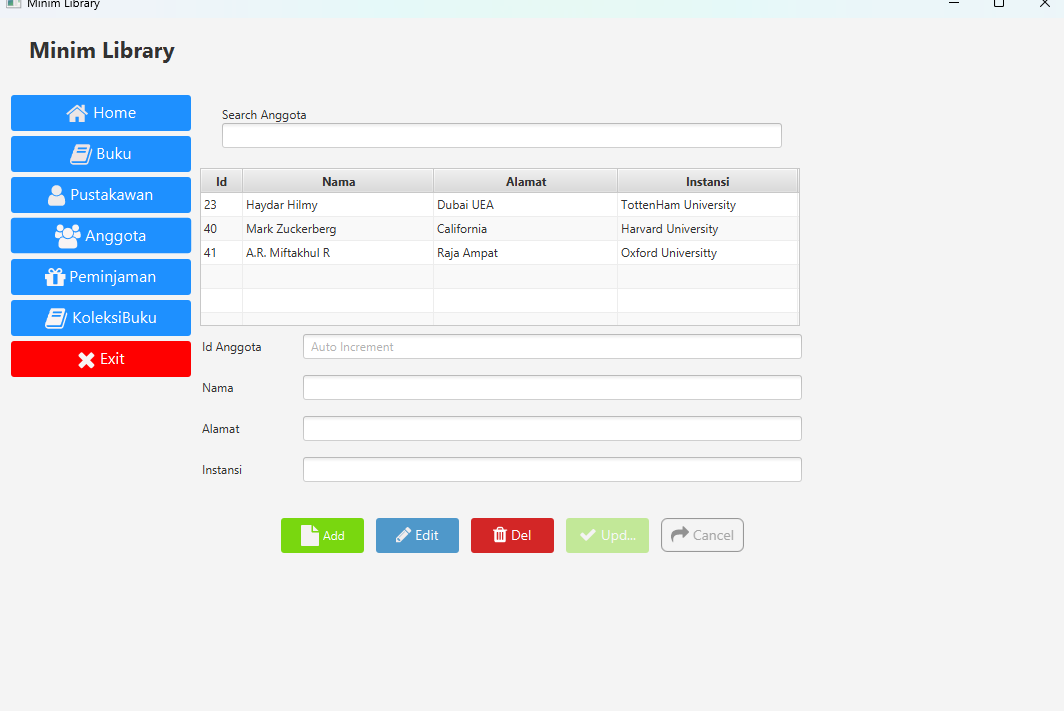 Minim Library
Minim Library
Home
Buku
Pustakawan
Anggota
Peminjaman
KoleksiBuku
Exit
Search Anggota
Id Nama Alamat Instansi
23 Haydar Hilmy Dubai UEA TottenHam University
40 Mark Zuckerberg California Harvard University
41 A.R. Miftakhul R Raja Ampat Oxford Universitty
Id Anggota Auto Increment
Nama
Alamat
Instansi
Add Edit Del Upd... Cancel